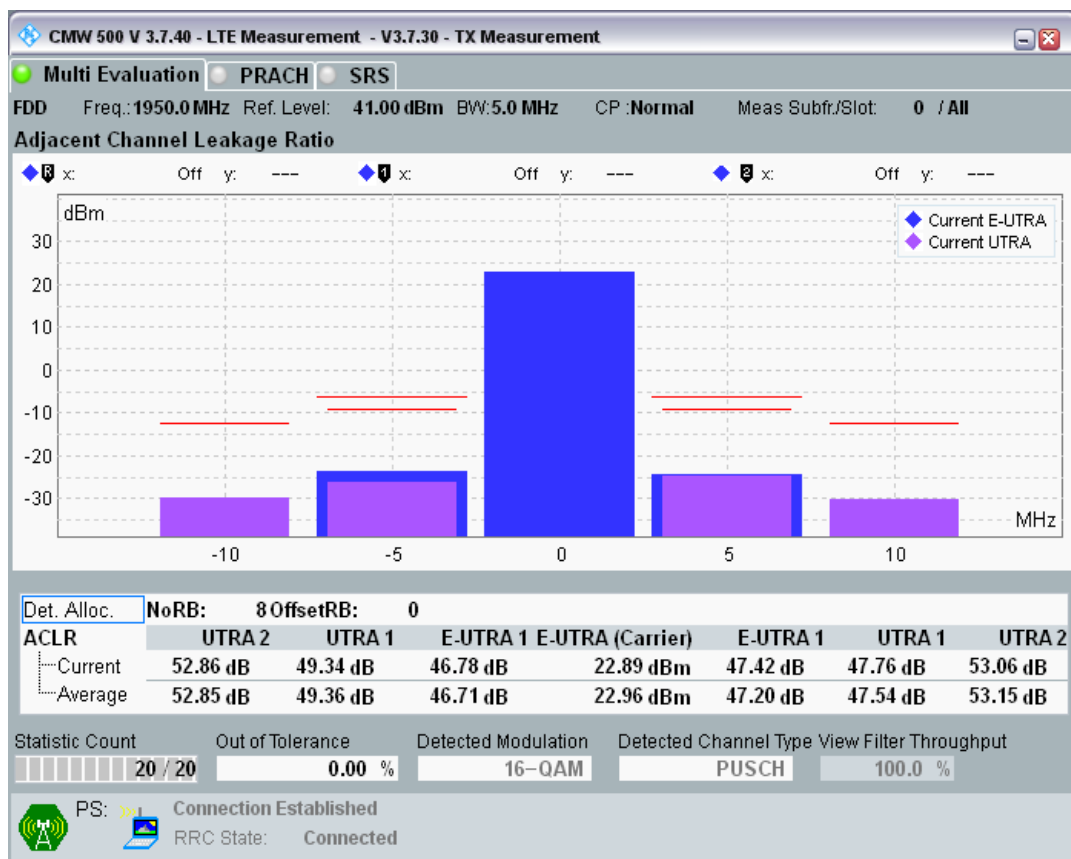 CMW 500 V 3.7.40 - LTE Measurement - V3.7.30 - TX Measurement
Multi Evaluation PRACH SRS
FDD Freq.: 1950.0 MHz Ref. Level: 41.00 dBm BW: 5.0 MHz CP : Normal Meas Subfr./Slot: 0 / All
Adjacent Channel Leakage Ratio
R x: Off y: --- 1 x: Off y: --- 2 x: Off y: ---
dBm
Current E-UTRA
Current UTRA
30
20
10
0
-10
-20
-30
MHz
-10 -5 0 5 10
Det. Alloc. NoRB: 8 OffsetRB: 0
ACLR UTRA 2 UTRA 1 E-UTRA 1 E-UTRA (Carrier) E-UTRA 1 UTRA 1 UTRA 2
Current 52.86 dB 49.34 dB 46.78 dB 22.89 dBm 47.42 dB 47.76 dB 53.06 dB
Average 52.85 dB 49.36 dB 46.71 dB 22.96 dBm 47.20 dB 47.54 dB 53.15 dB
Statistic Count Out of Tolerance Detected Modulation Detected Channel Type View Filter Throughput
20 / 20 0.00 % 16-QAM PUSCH 100.0 %
PS: Connection Established
RRC State: Connected